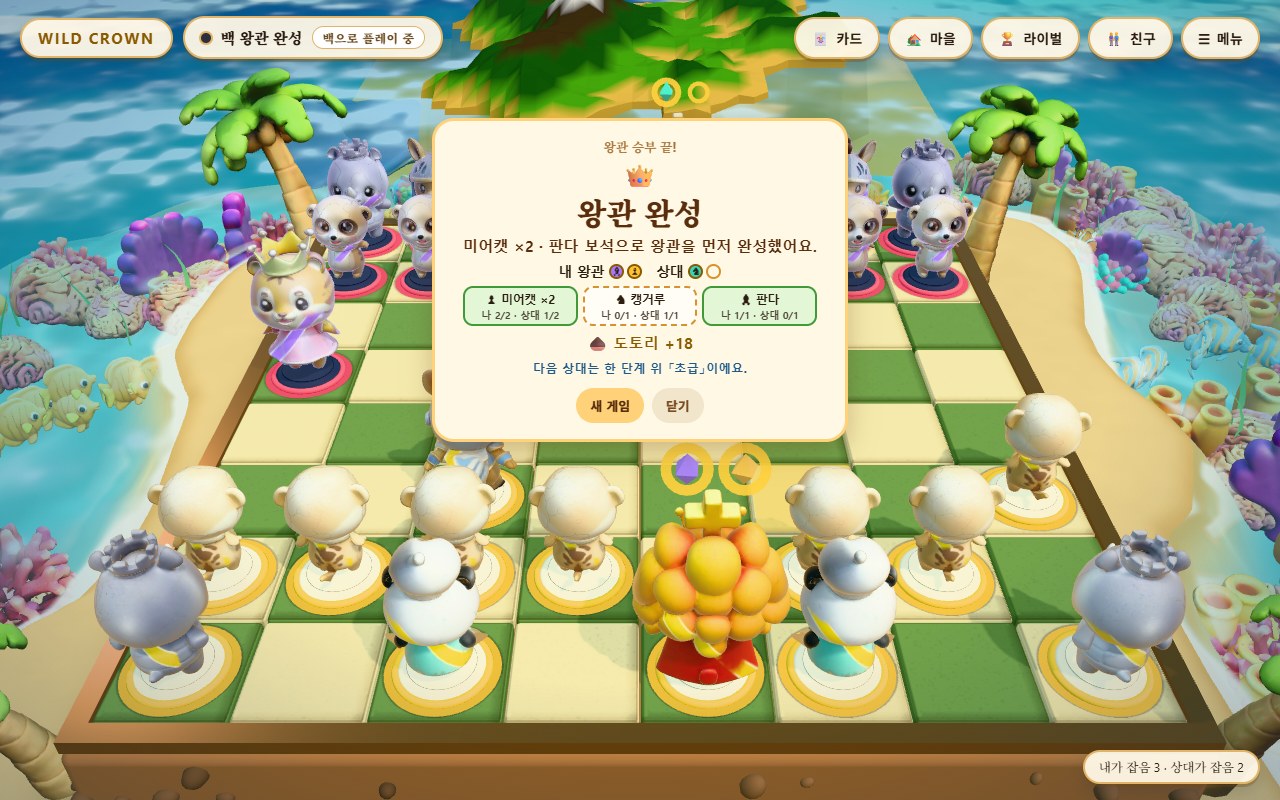 WILD CROWN
백 왕관 완성 백으로 플레이 중
카드
마을
라이벌
친구
☰ 메뉴
왕관 승부 끝!
왕관 완성
미어캣 ×2 · 판다 보석으로 왕관을 먼저 완성했어요.
내 왕관 상대
미어캣 ×2
나 2/2 · 상대 1/2
캥거루
나 0/1 · 상대 1/1
판다
나 1/1 · 상대 0/1
도토리 +18
다음 상대는 한 단계 위 「초급」이에요.
새 게임
닫기
내가 잡음 3 · 상대가 잡음 2